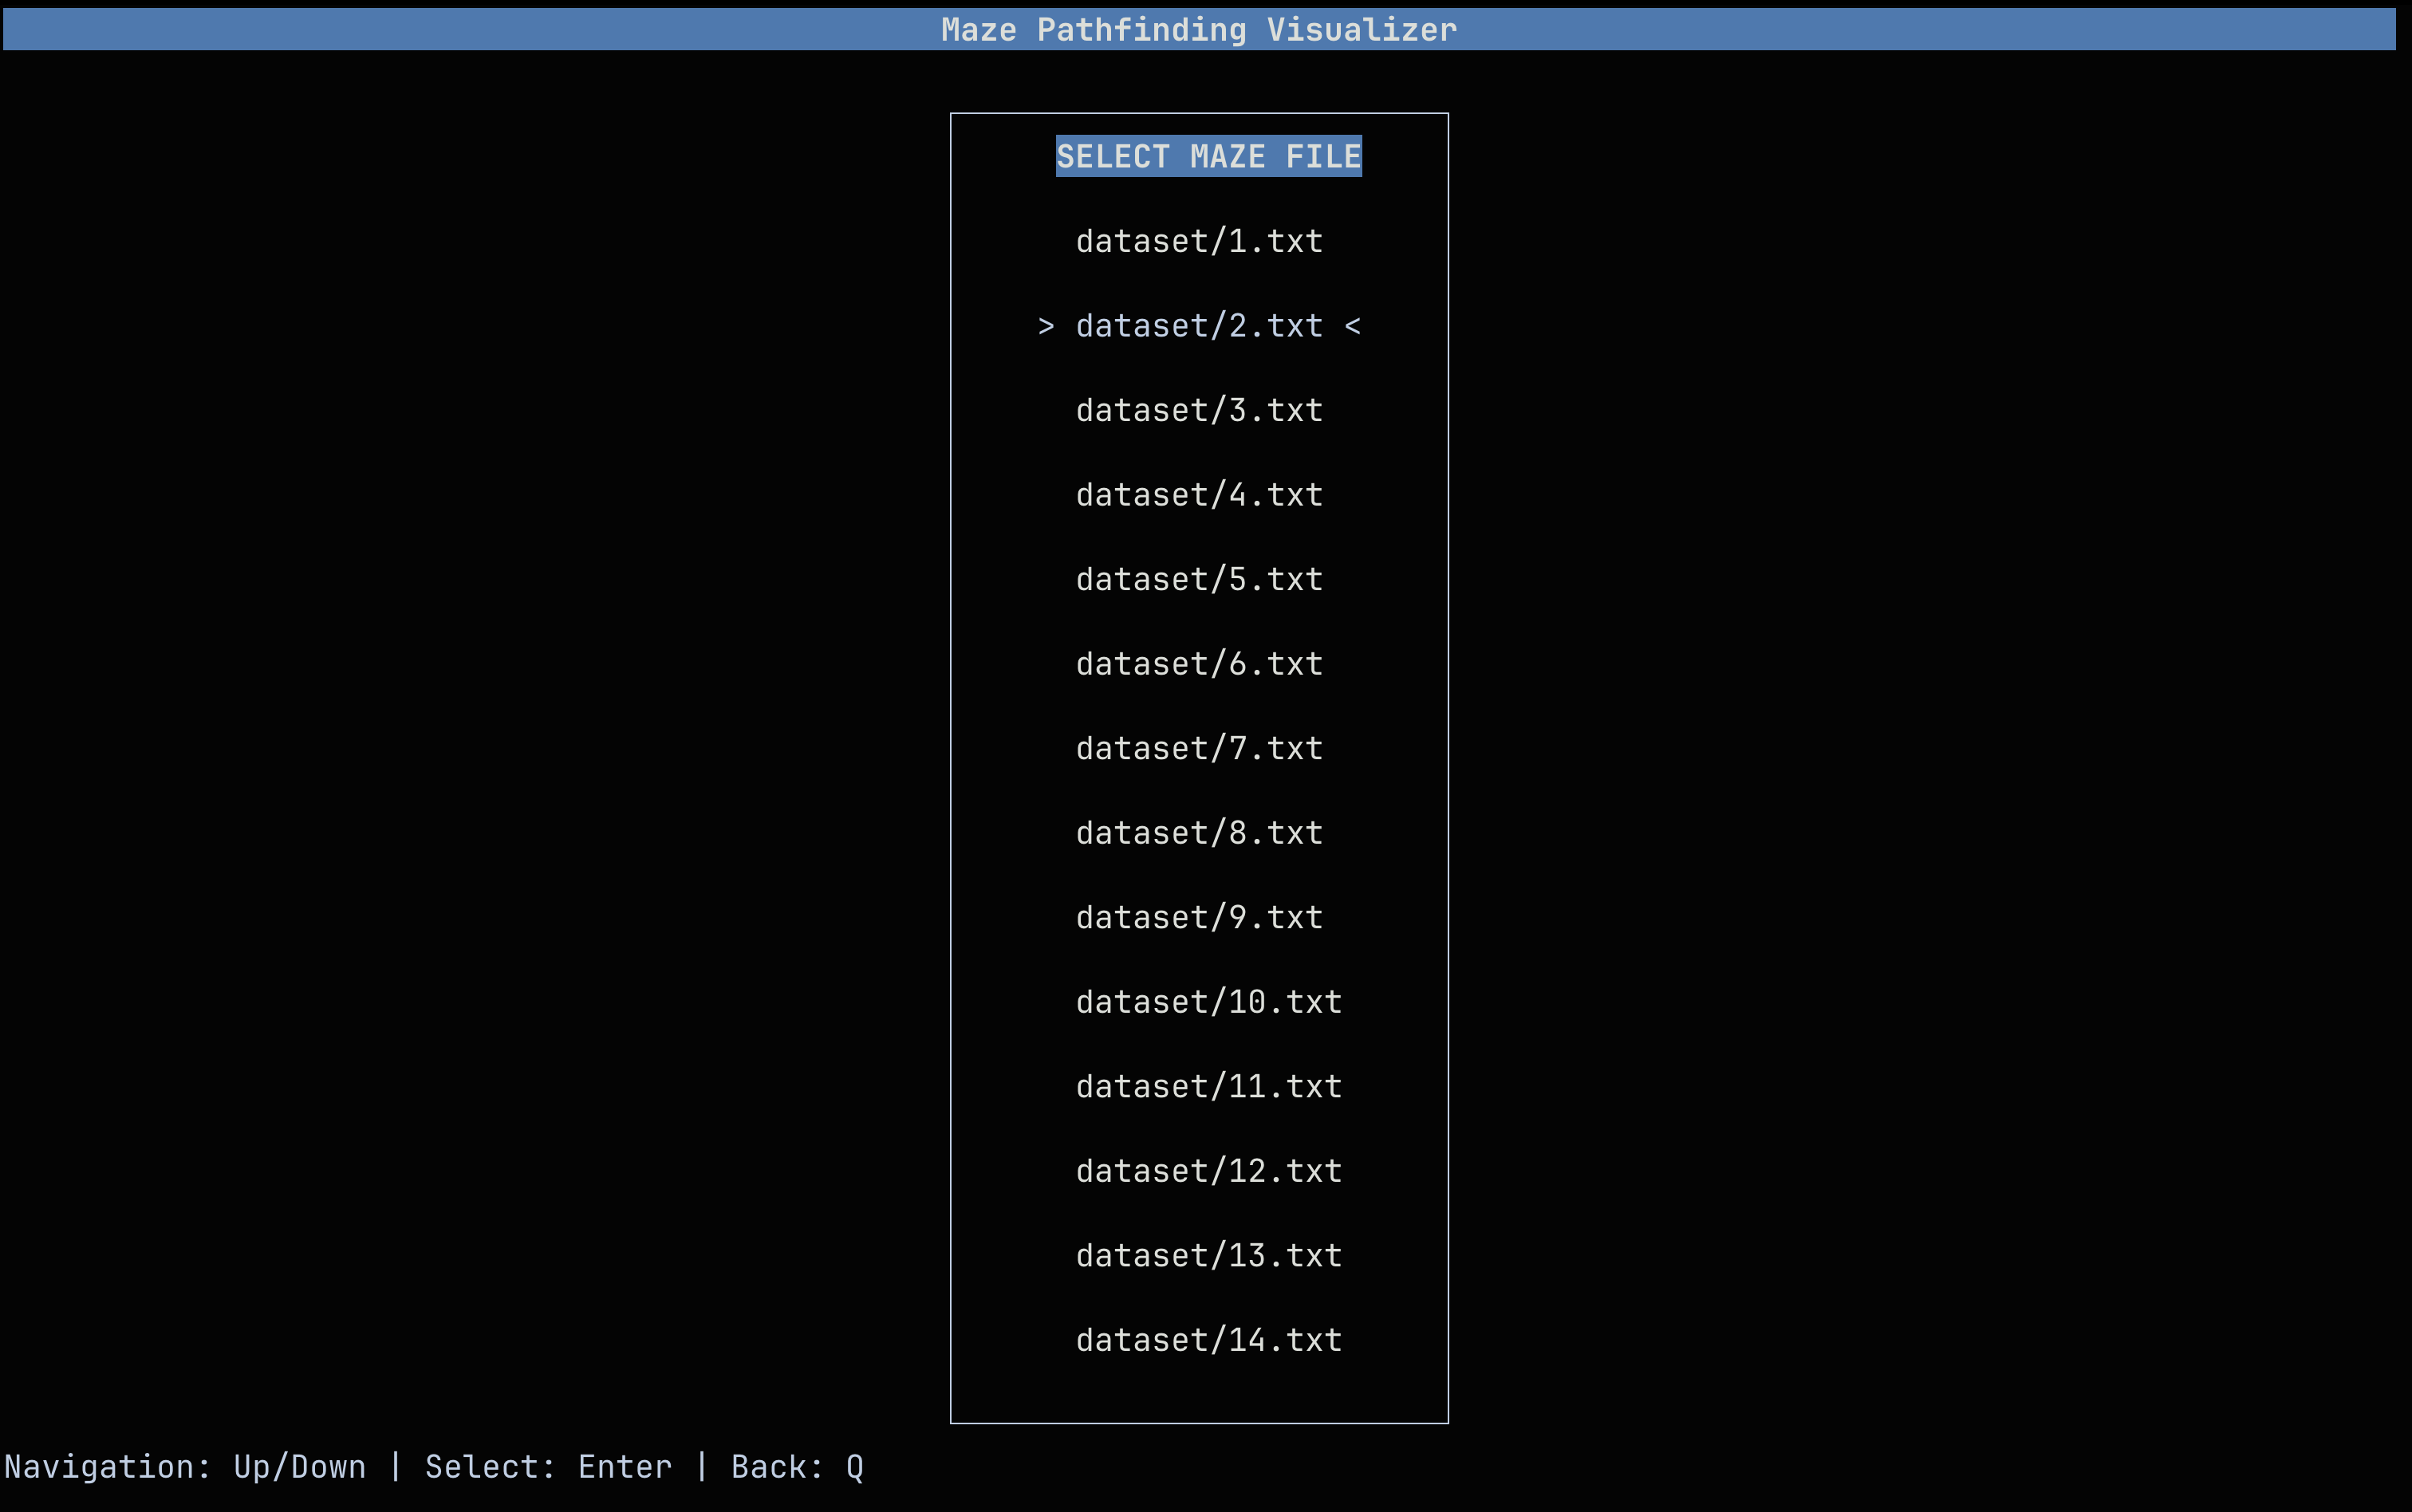 Maze Pathfinding Visualizer
SELECT MAZE FILE
dataset/1.txt
> dataset/2.txt <
dataset/3.txt
dataset/4.txt
dataset/5.txt
dataset/6.txt
dataset/7.txt
dataset/8.txt
dataset/9.txt
dataset/10.txt
dataset/11.txt
dataset/12.txt
dataset/13.txt
dataset/14.txt
Navigation: Up/Down | Select: Enter | Back: Q